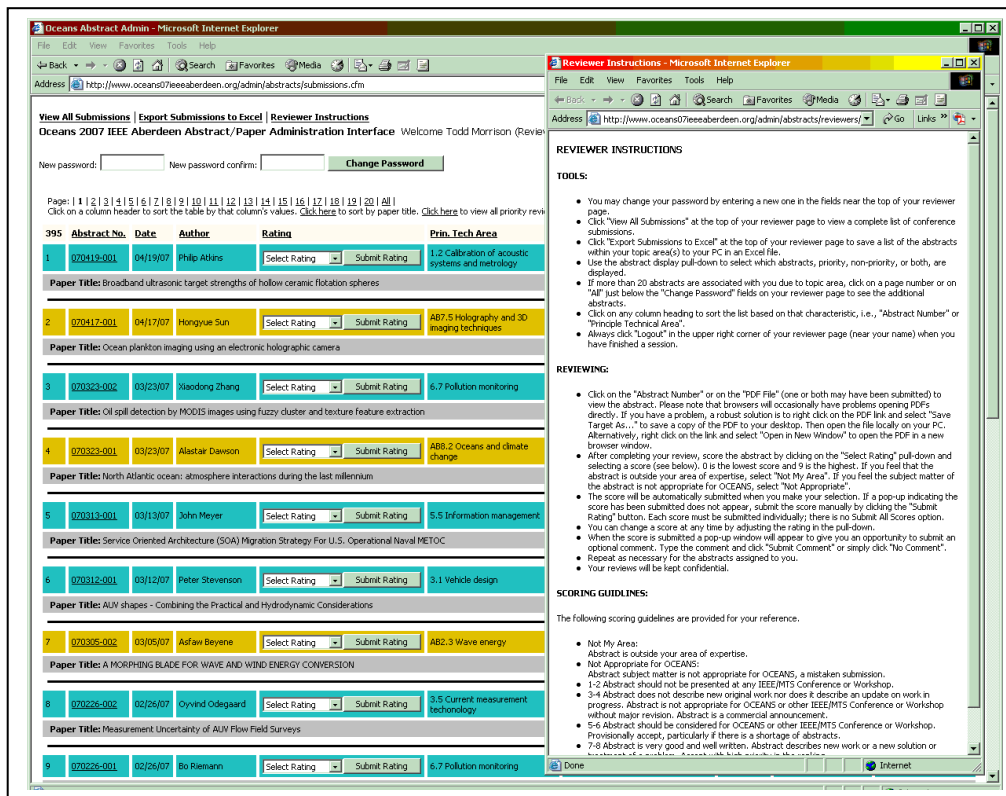 Oceans Abstract Admin - Microsoft Internet Explorer
File Edit View Favorites Tools Help
Back Search Favorites Media
Address http://www.oceans07ieeeaberdeen.org/admin/abstracts/submissions.cfm
View All Submissions | Export Submissions to Excel | Reviewer Instructions
Oceans 2007 IEEE Aberdeen Abstract/Paper Administration Interface Welcome Todd Morrison (Review
New password: New password confirm: Change Password
Page: | 1 | 2 | 3 | 4 | 5 | 6 | 7 | 8 | 9 | 10 | 11 | 12 | 13 | 14 | 15 | 16 | 17 | 18 | 19 | 20 | All |
Click on a column header to sort the table by that column's values. Click here to sort by paper title. Click here to view all priority revi
395 Abstract No. Date Author Rating Prin. Tech Area
1 070419-001 04/19/07 Philip Atkins Select Rating Submit Rating 1.2 Calibration of acoustic
systems and metrology
Paper Title: Broadband ultrasonic target strengths of hollow ceramic flotation spheres
2 070417-001 04/17/07 Hongyue Sun Select Rating Submit Rating AB7.5 Holography and 3D
imaging techniques
Paper Title: Ocean plankton imaging using an electronic holographic camera
3 070323-002 03/23/07 Xiaodong Zhang Select Rating Submit Rating 6.7 Pollution monitoring
Paper Title: Oil spill detection by MODIS images using fuzzy cluster and texture feature extraction
4 070323-001 03/23/07 Alastair Dawson Select Rating Submit Rating AB8.2 Oceans and climate
change
Paper Title: North Atlantic ocean: atmosphere interactions during the last millennium
5 070313-001 03/13/07 John Meyer Select Rating Submit Rating 5.5 Information management
Paper Title: Service Oriented Architecture (SOA) Migration Strategy For U.S. Operational Naval METOC
6 070312-001 03/12/07 Peter Stevenson Select Rating Submit Rating 3.1 Vehicle design
Paper Title: AUV shapes - Combining the Practical and Hydrodynamic Considerations
7 070305-002 03/05/07 Asfaw Beyene Select Rating Submit Rating AB2.3 Wave energy
Paper Title: A MORPHING BLADE FOR WAVE AND WIND ENERGY CONVERSION
8 070226-002 02/26/07 Oyvind Odegaard Select Rating Submit Rating 3.5 Current measurement
techonology
Paper Title: Measurement Uncertainty of AUV Flow Field Surveys
9 070226-001 02/26/07 Bo Riemann Select Rating Submit Rating 6.7 Pollution monitoring
Reviewer Instructions - Microsoft Internet Explorer
File Edit View Favorites Tools Help
Back Search Favorites Media
Address http://www.oceans07ieeeaberdeen.org/admin/abstracts/reviewers/ Go Links »
REVIEWER INSTRUCTIONS
TOOLS:
• You may change your password by entering a new one in the fields near the top of your reviewer
page.
• Click "View All Submissions" at the top of your reviewer page to view a complete list of conference
submissions.
• Click "Export Submissions to Excel" at the top of your reviewer page to save a list of the abstracts
within your topic area(s) to your PC in an Excel file.
• Use the abstract display pull-down to select which abstracts, priority, non-priority, or both, are
displayed.
• If more than 20 abstracts are associated with you due to topic area, click on a page number or on
"All" just below the "Change Password" fields on your reviewer page to see the additional
abstracts.
• Click on any column heading to sort the list based on that characteristic, i.e., "Abstract Number" or
"Principle Technical Area".
• Always click "Logout" in the upper right corner of your reviewer page (near your name) when you
have finished a session.
REVIEWING:
• Click on the "Abstract Number" or on the "PDF File" (one or both may have been submitted) to
view the abstract. Please note that browsers will occasionally have problems opening PDFs
directly. If you have a problem, a robust solution is to right click on the PDF link and select "Save
Target As..." to save a copy of the PDF to your desktop. Then open the file locally on your PC.
Alternatively, right click on the link and select "Open in New Window" to open the PDF in a new
browser window.
• After completing your review, score the abstract by clicking on the "Select Rating" pull-down and
selecting a score (see below). 0 is the lowest score and 9 is the highest. If you feel that the
abstract is outside your area of expertise, select "Not My Area". If you feel the subject matter of
the abstract is not appropriate for OCEANS, select "Not Appropriate".
• The score will be automatically submitted when you make your selection. If a pop-up indicating the
score has been submitted does not appear, submit the score manually by clicking the "Submit
Rating" button. Each score must be submitted individually; there is no Submit All Scores option.
• You can change a score at any time by adjusting the rating in the pull-down.
• When the score is submitted a pop-up window will appear to give you an opportunity to submit an
optional comment. Type the comment and click "Submit Comment" or simply click "No Comment".
• Repeat as necessary for the abstracts assigned to you.
• Your reviews will be kept confidential.
SCORING GUIDLINES:
The following scoring guidelines are provided for your reference.
• Not My Area:
Abstract is outside your area of expertise.
• Not Appropriate for OCEANS:
Abstract subject matter is not appropriate for OCEANS, a mistaken submission.
• 1-2 Abstract should not be presented at any IEEE/MTS Conference or Workshop.
• 3-4 Abstract does not describe new original work nor does it describe an update on work in
progress. Abstract is not appropriate for OCEANS or other IEEE/MTS Conference or Workshop
without major revision. Abstract is a commercial announcement.
• 5-6 Abstract should be considered for OCEANS or other IEEE/MTS Conference or Workshop.
Provisionally accept, particularly if there is a shortage of abstracts.
• 7-8 Abstract is very good and well written. Abstract describes new work or a new solution or
Done Internet